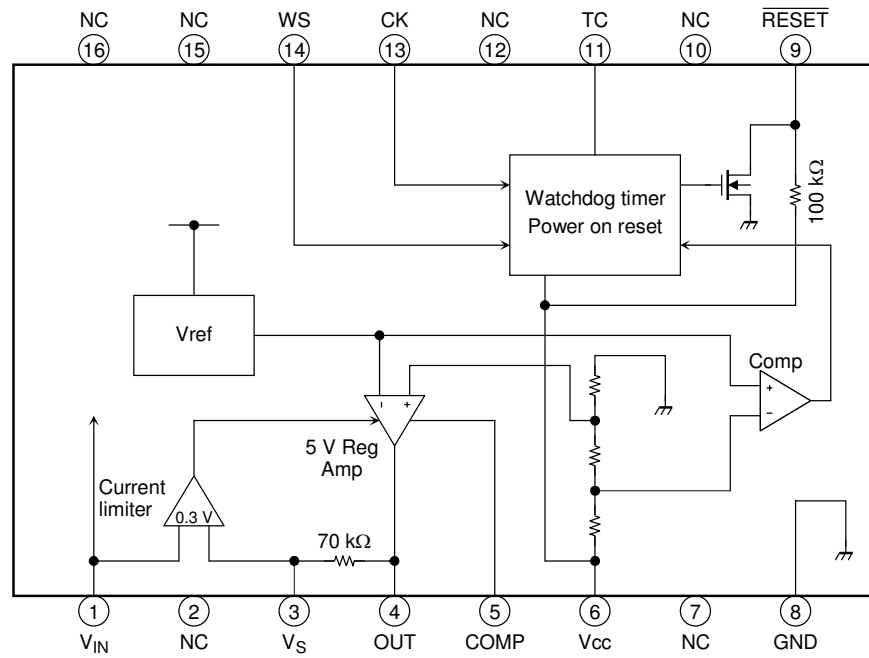 NC NC WS CK NC TC NC RESET
16 15 14 13 12 11 10 9
Watchdog timer
Power on reset
100 kΩ
Vref
Comp
+
−
− +
5 V Reg
Amp
Current
limiter
0.3 V
70 kΩ
1 2 3 4 5 6 7 8
VIN NC VS OUT COMP Vcc NC GND